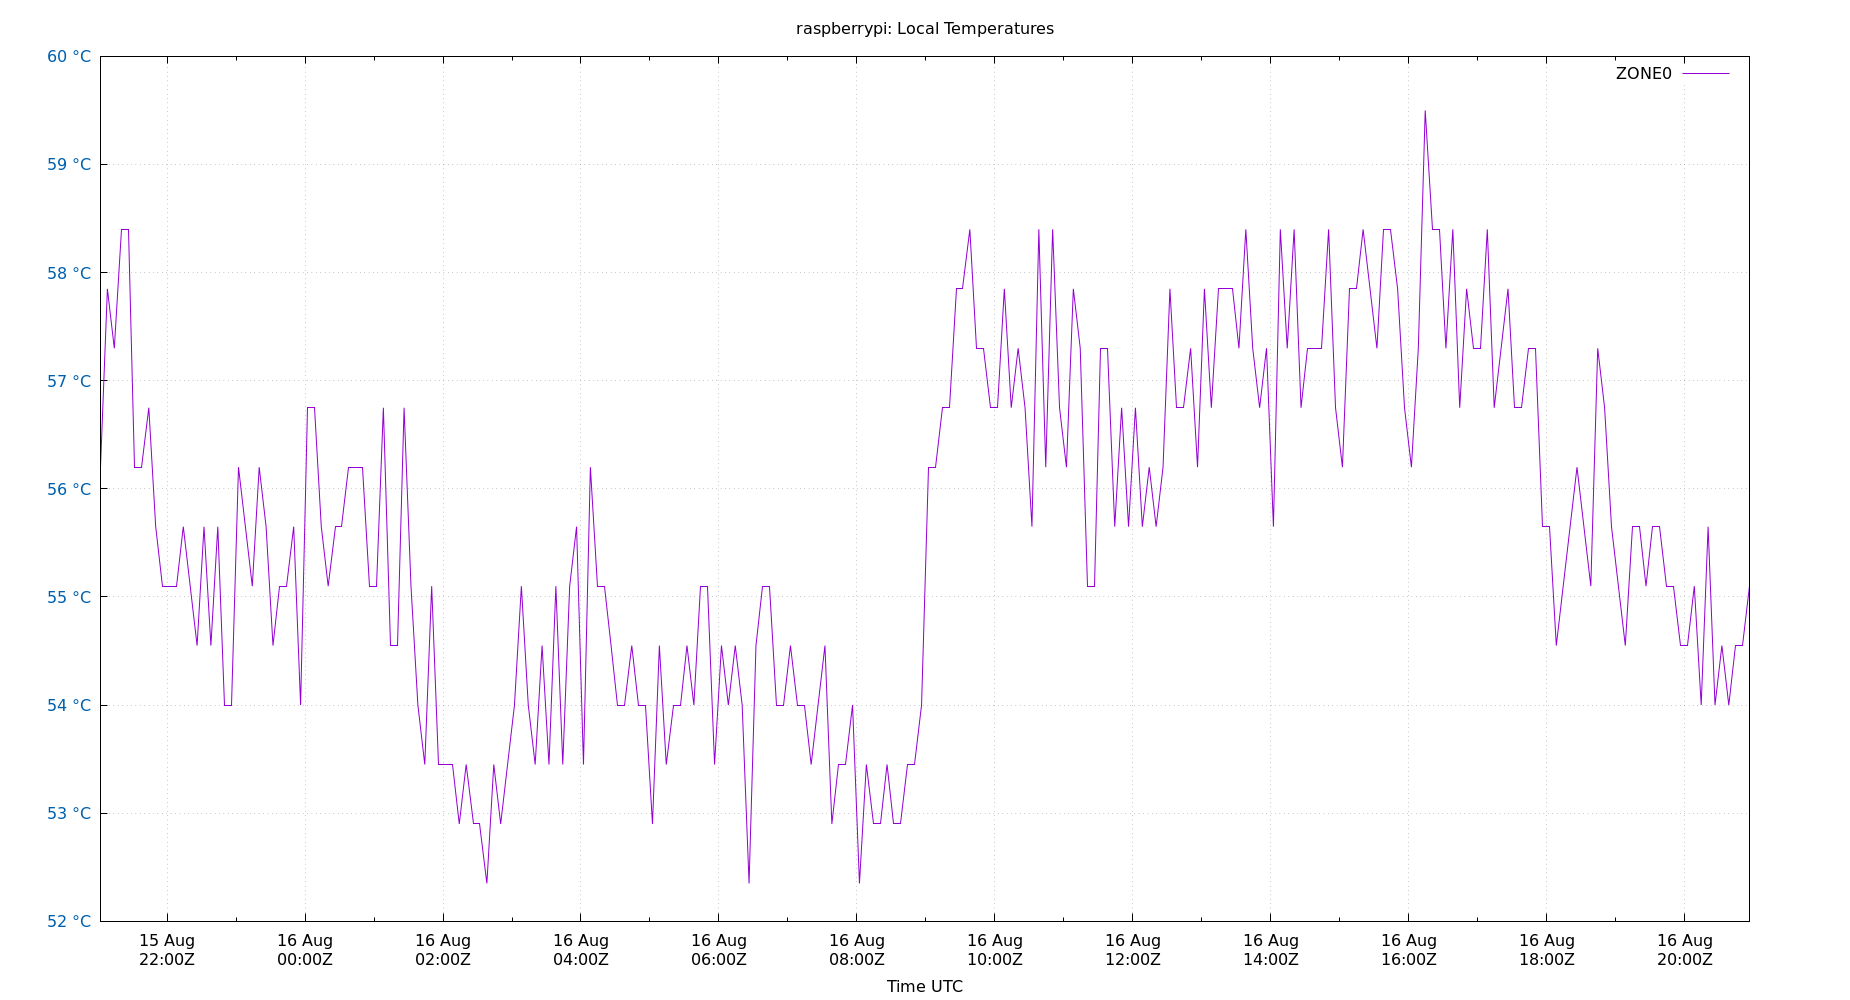 raspberrypi: Local Temperatures
60 °C
ZONE0
59 °C
58 °C
57 °C
56 °C
55 °C
54 °C
53 °C
52 °C
15 Aug 16 Aug 16 Aug 16 Aug 16 Aug 16 Aug 16 Aug 16 Aug 16 Aug 16 Aug 16 Aug 16 Aug
22:00Z 00:00Z 02:00Z 04:00Z 06:00Z 08:00Z 10:00Z 12:00Z 14:00Z 16:00Z 18:00Z 20:00Z
Time UTC